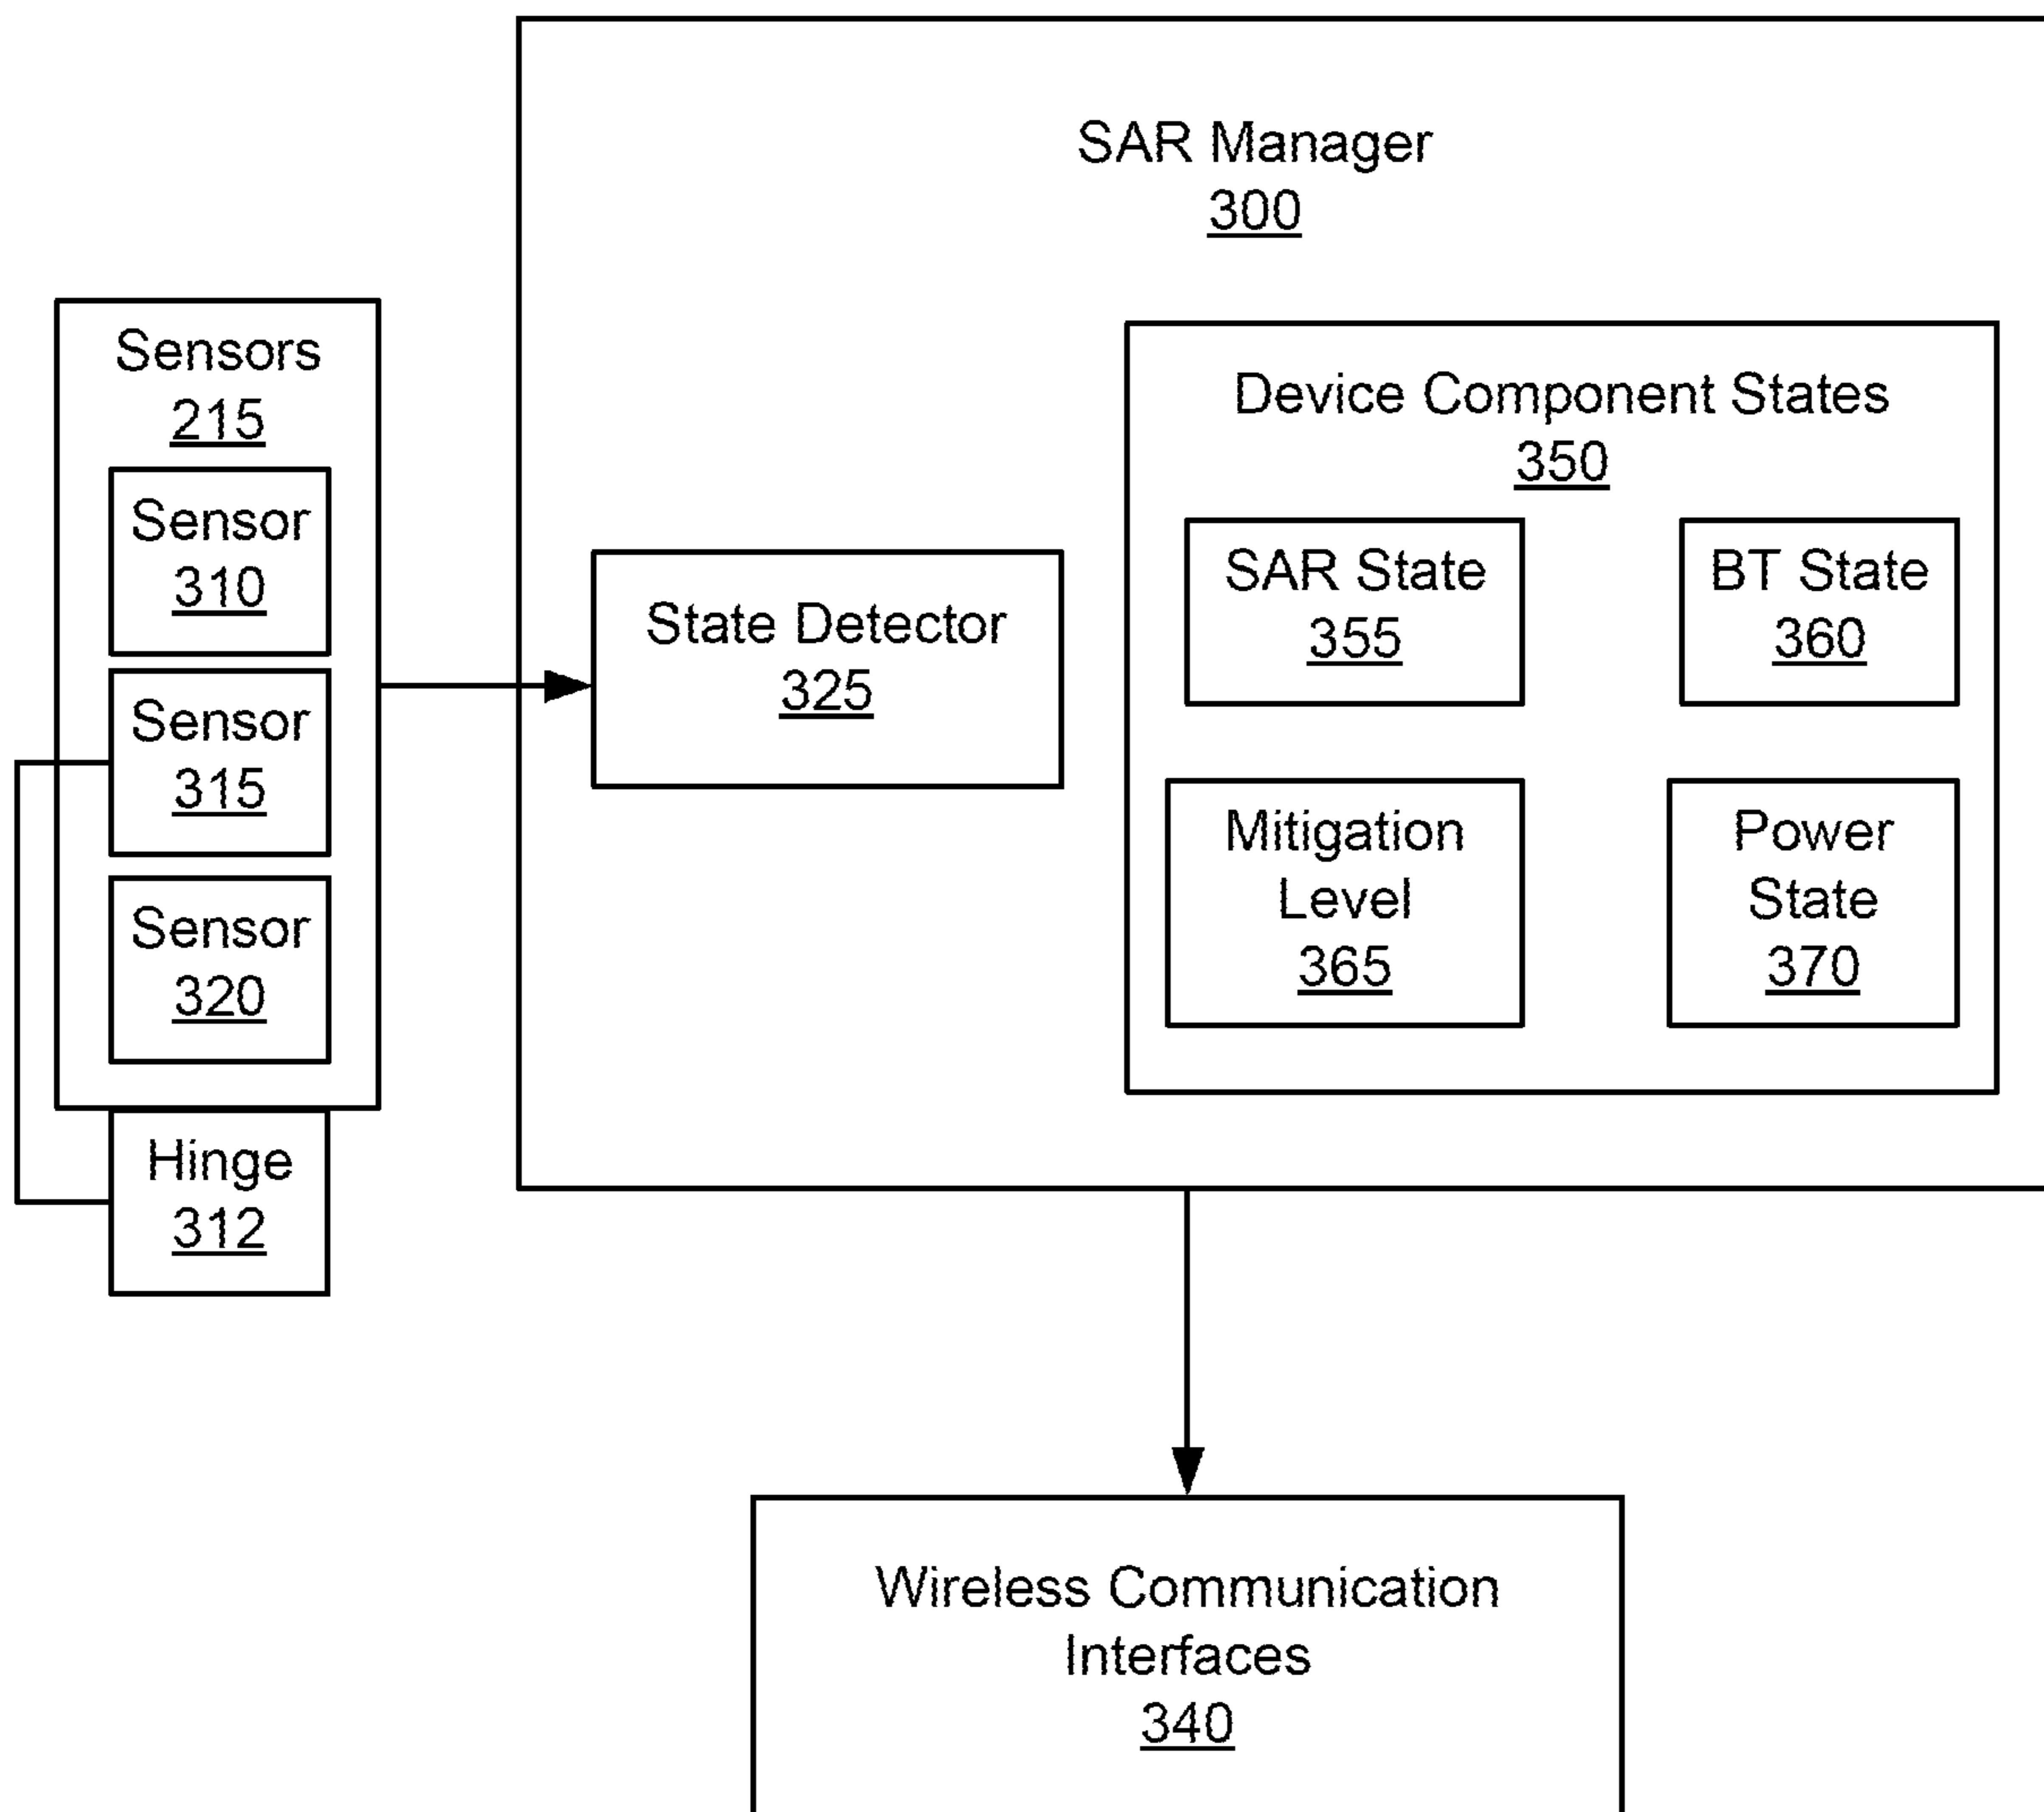 SAR Manager
300
Sensors
215
Sensor
310
Sensor
315
Sensor
320
Hinge
312
State Detector
325
Device Component States
350
SAR State
355
BT State
360
Mitigation
Level
365
Power
State
370
Wireless Communication
Interfaces
340